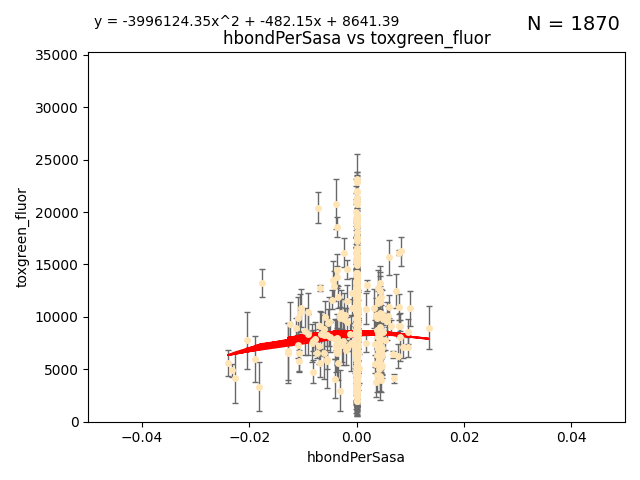 y = -3996124.35x^2 + -482.15x + 8641.39
N = 1870
hbondPerSasa vs toxgreen_fluor
35000
30000
25000
20000
15000
10000
5000
0
toxgreen_fluor
−0.04 −0.02 0.00 0.02 0.04
hbondPerSasa